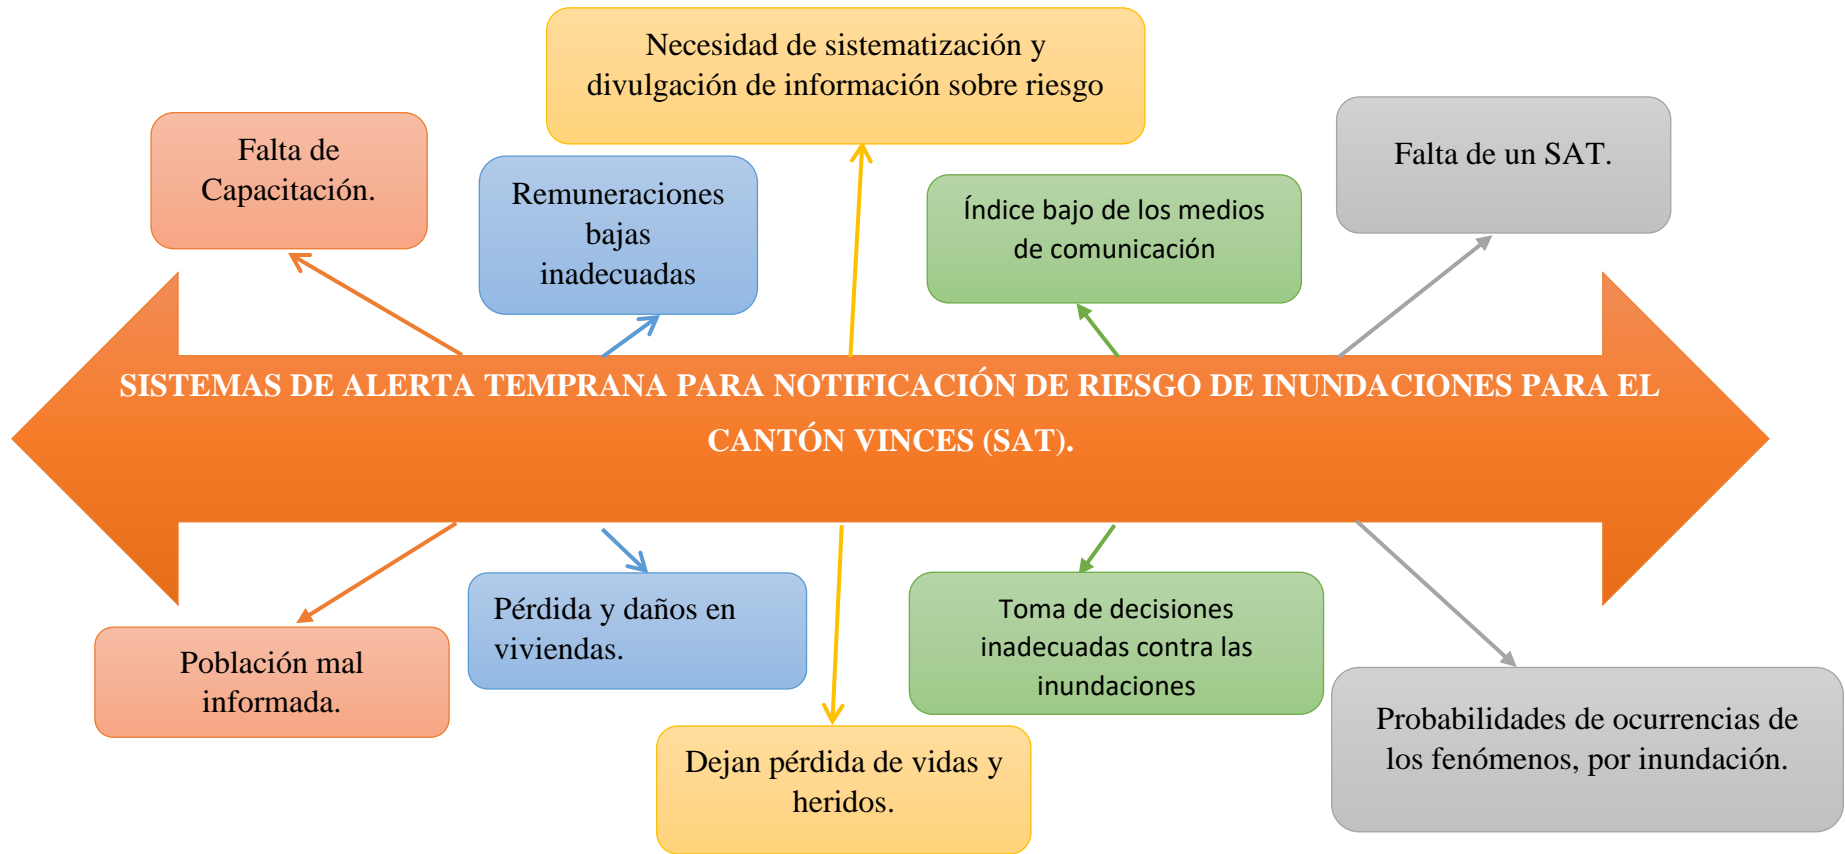 Necesidad de sistematización y
divulgación de información sobre riesgo
Falta de
Capacitación.
Remuneraciones
bajas
inadecuadas
Índice bajo de los medios
de comunicación
Falta de un SAT.
SISTEMAS DE ALERTA TEMPRANA PARA NOTIFICACIÓN DE RIESGO DE INUNDACIONES PARA EL
CANTÓN VINCES (SAT).
Población mal
informada.
Pérdida y daños en
viviendas.
Dejan pérdida de vidas y
heridos.
Toma de decisiones
inadecuadas contra las
inundaciones
Probabilidades de ocurrencias de
los fenómenos, por inundación.